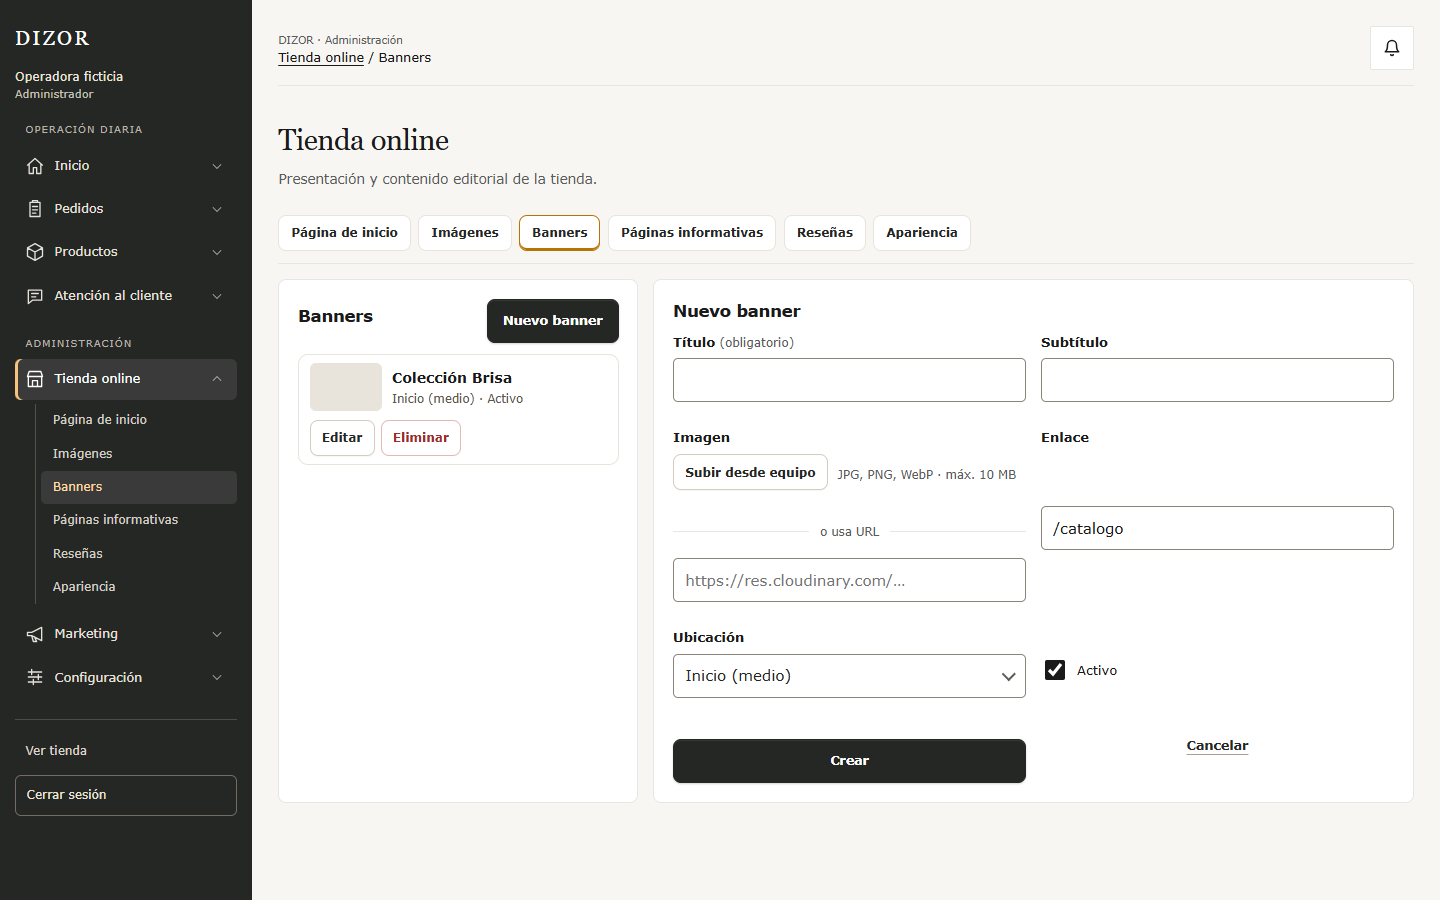 DIZOR
Operadora ficticia
Administrador
OPERACIÓN DIARIA
Inicio
Pedidos
Productos
Atención al cliente
ADMINISTRACIÓN
Tienda online
Página de inicio
Imágenes
Banners
Páginas informativas
Reseñas
Apariencia
Marketing
Configuración
Ver tienda
Cerrar sesión
DIZOR · Administración
Tienda online / Banners
Tienda online
Presentación y contenido editorial de la tienda.
Página de inicio Imágenes Banners Páginas informativas Reseñas Apariencia
Banners
Nuevo banner
Colección Brisa
Inicio (medio) · Activo
Editar Eliminar
Nuevo banner
Título (obligatorio)
Subtítulo
Imagen
Subir desde equipo JPG, PNG, WebP · máx. 10 MB
o usa URL
https://res.cloudinary.com/...
Enlace
/catalogo
Ubicación
Inicio (medio)
Activo
Crear
Cancelar